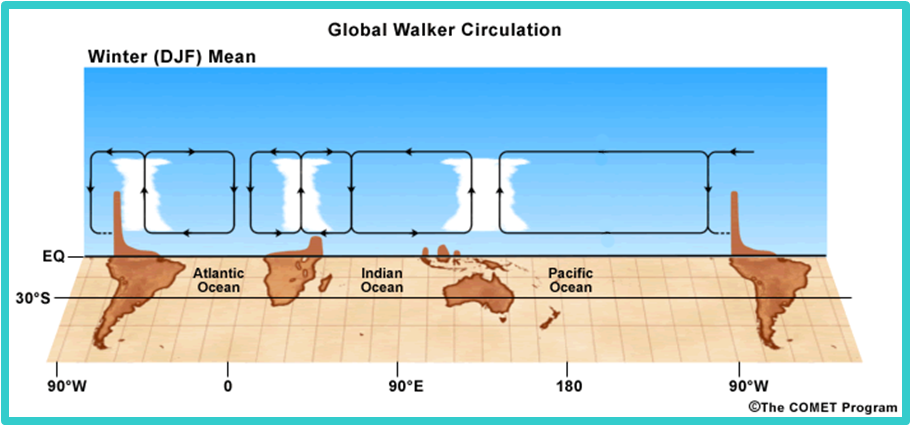 Global Walker Circulation
Winter (DJF) Mean
EQ
Atlantic
Ocean
Indian
Ocean
Pacific
Ocean
30°S
90°W
0
90°E
180
90°W
©The COMET Program